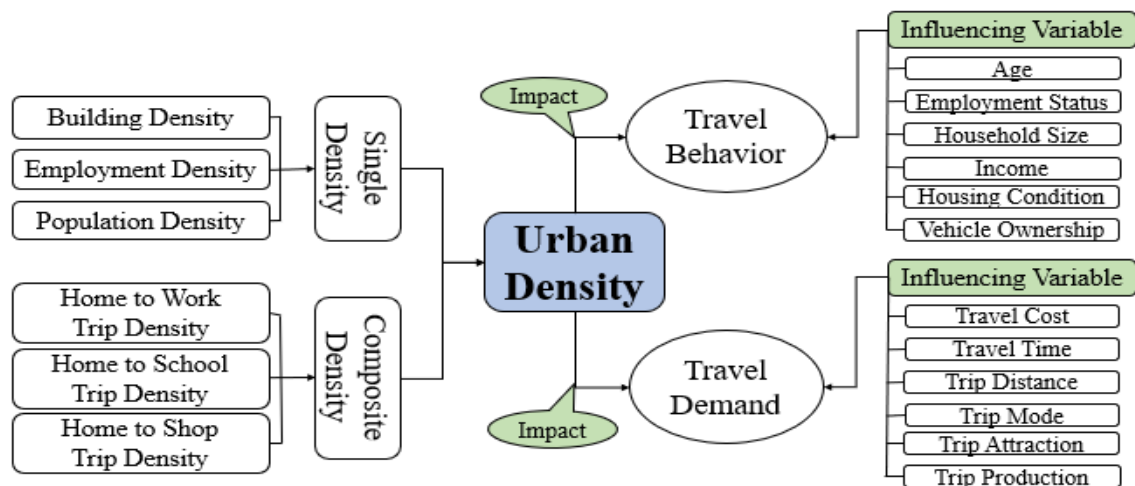 Building Density
Employment Density
Population Density
Single
Density
Home to Work
Trip Density
Home to School
Trip Density
Home to Shop
Trip Density
Composite
Density
Urban
Density
Impact
Travel
Behavior
Impact
Travel
Demand
Influencing Variable
Age
Employment Status
Household Size
Income
Housing Condition
Vehicle Ownership
Influencing Variable
Travel Cost
Travel Time
Trip Distance
Trip Mode
Trip Attraction
Trip Production